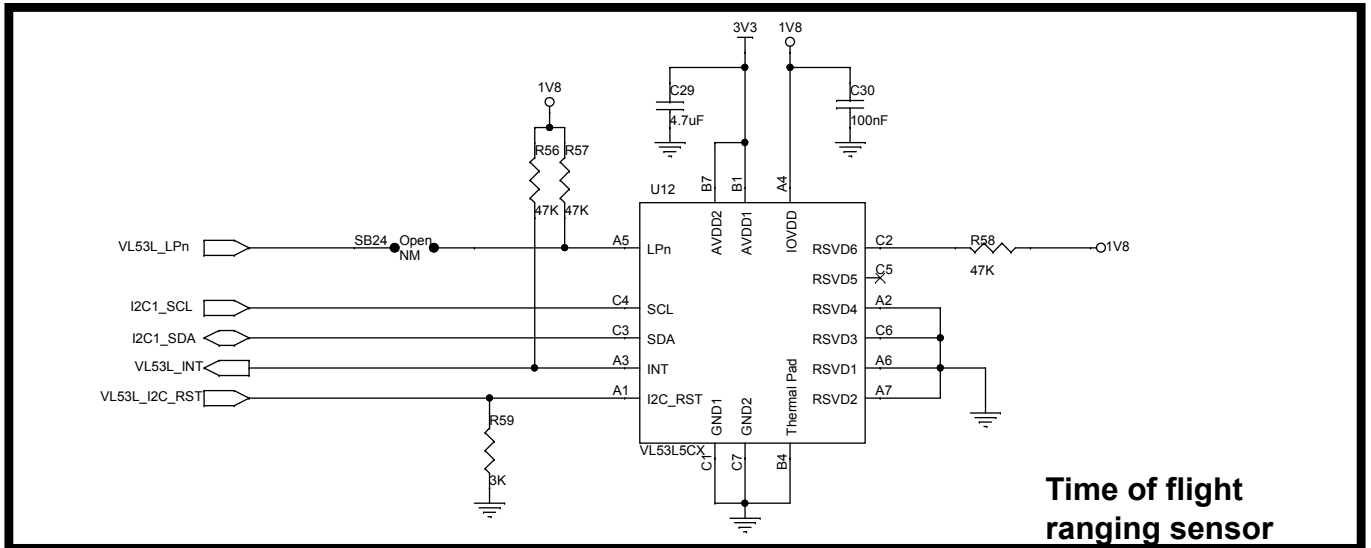 3V3
1V8
C29
4.7uF
C30
100nF
1V8
R56
R57
47K
47K
U12
B7
B1
A4
AVDD2
AVDD1
IOVDD
VL53L_LPn
SB24
Open
NM
A5
LPn
RSVD6
C2
R58
47K
1V8
RSVD5
C5
I2C1_SCL
C4
SCL
RSVD4
A2
I2C1_SDA
C3
SDA
RSVD3
C6
VL53L_INT
A3
INT
RSVD1
A6
VL53L_I2C_RST
A1
I2C_RST
RSVD2
A7
GND1
GND2
Thermal Pad
R59
3K
VL53L5CX
C1
C7
B4
Time of flight
ranging sensor